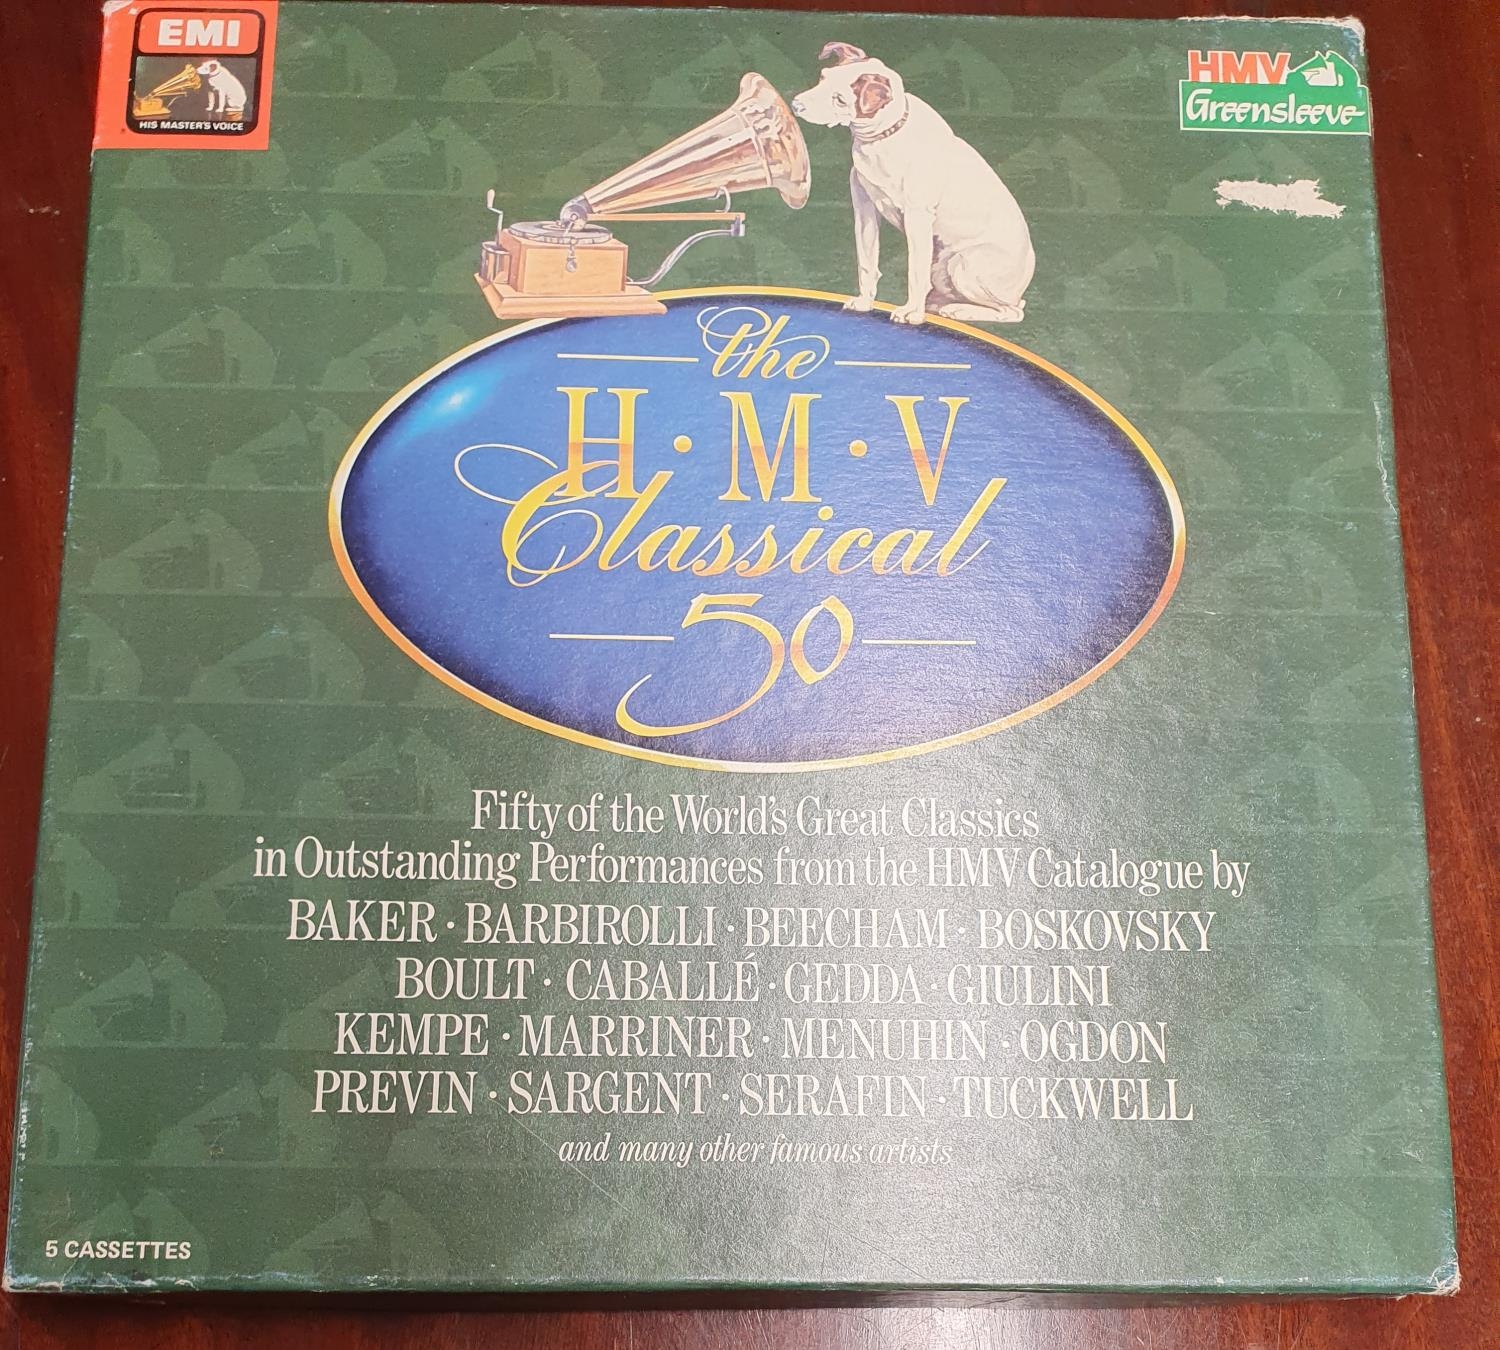 EMI
HIS MASTER'S VOICE
HMV
Greensleeve
the
H·M·V
Classical
50
Fifty of the World's Great Classics
in Outstanding Performances from the HMV Catalogue by
BAKER · BARBIROLLI · BEECHAM · BOSKOVSKY
BOULT · CABALLÉ · GEDDA · GIULINI
KEMPE · MARRINER · MENUHIN · OGDON
PREVIN · SARGENT · SERAFIN · TUCKWELL
and many other famous artists
5 CASSETTES